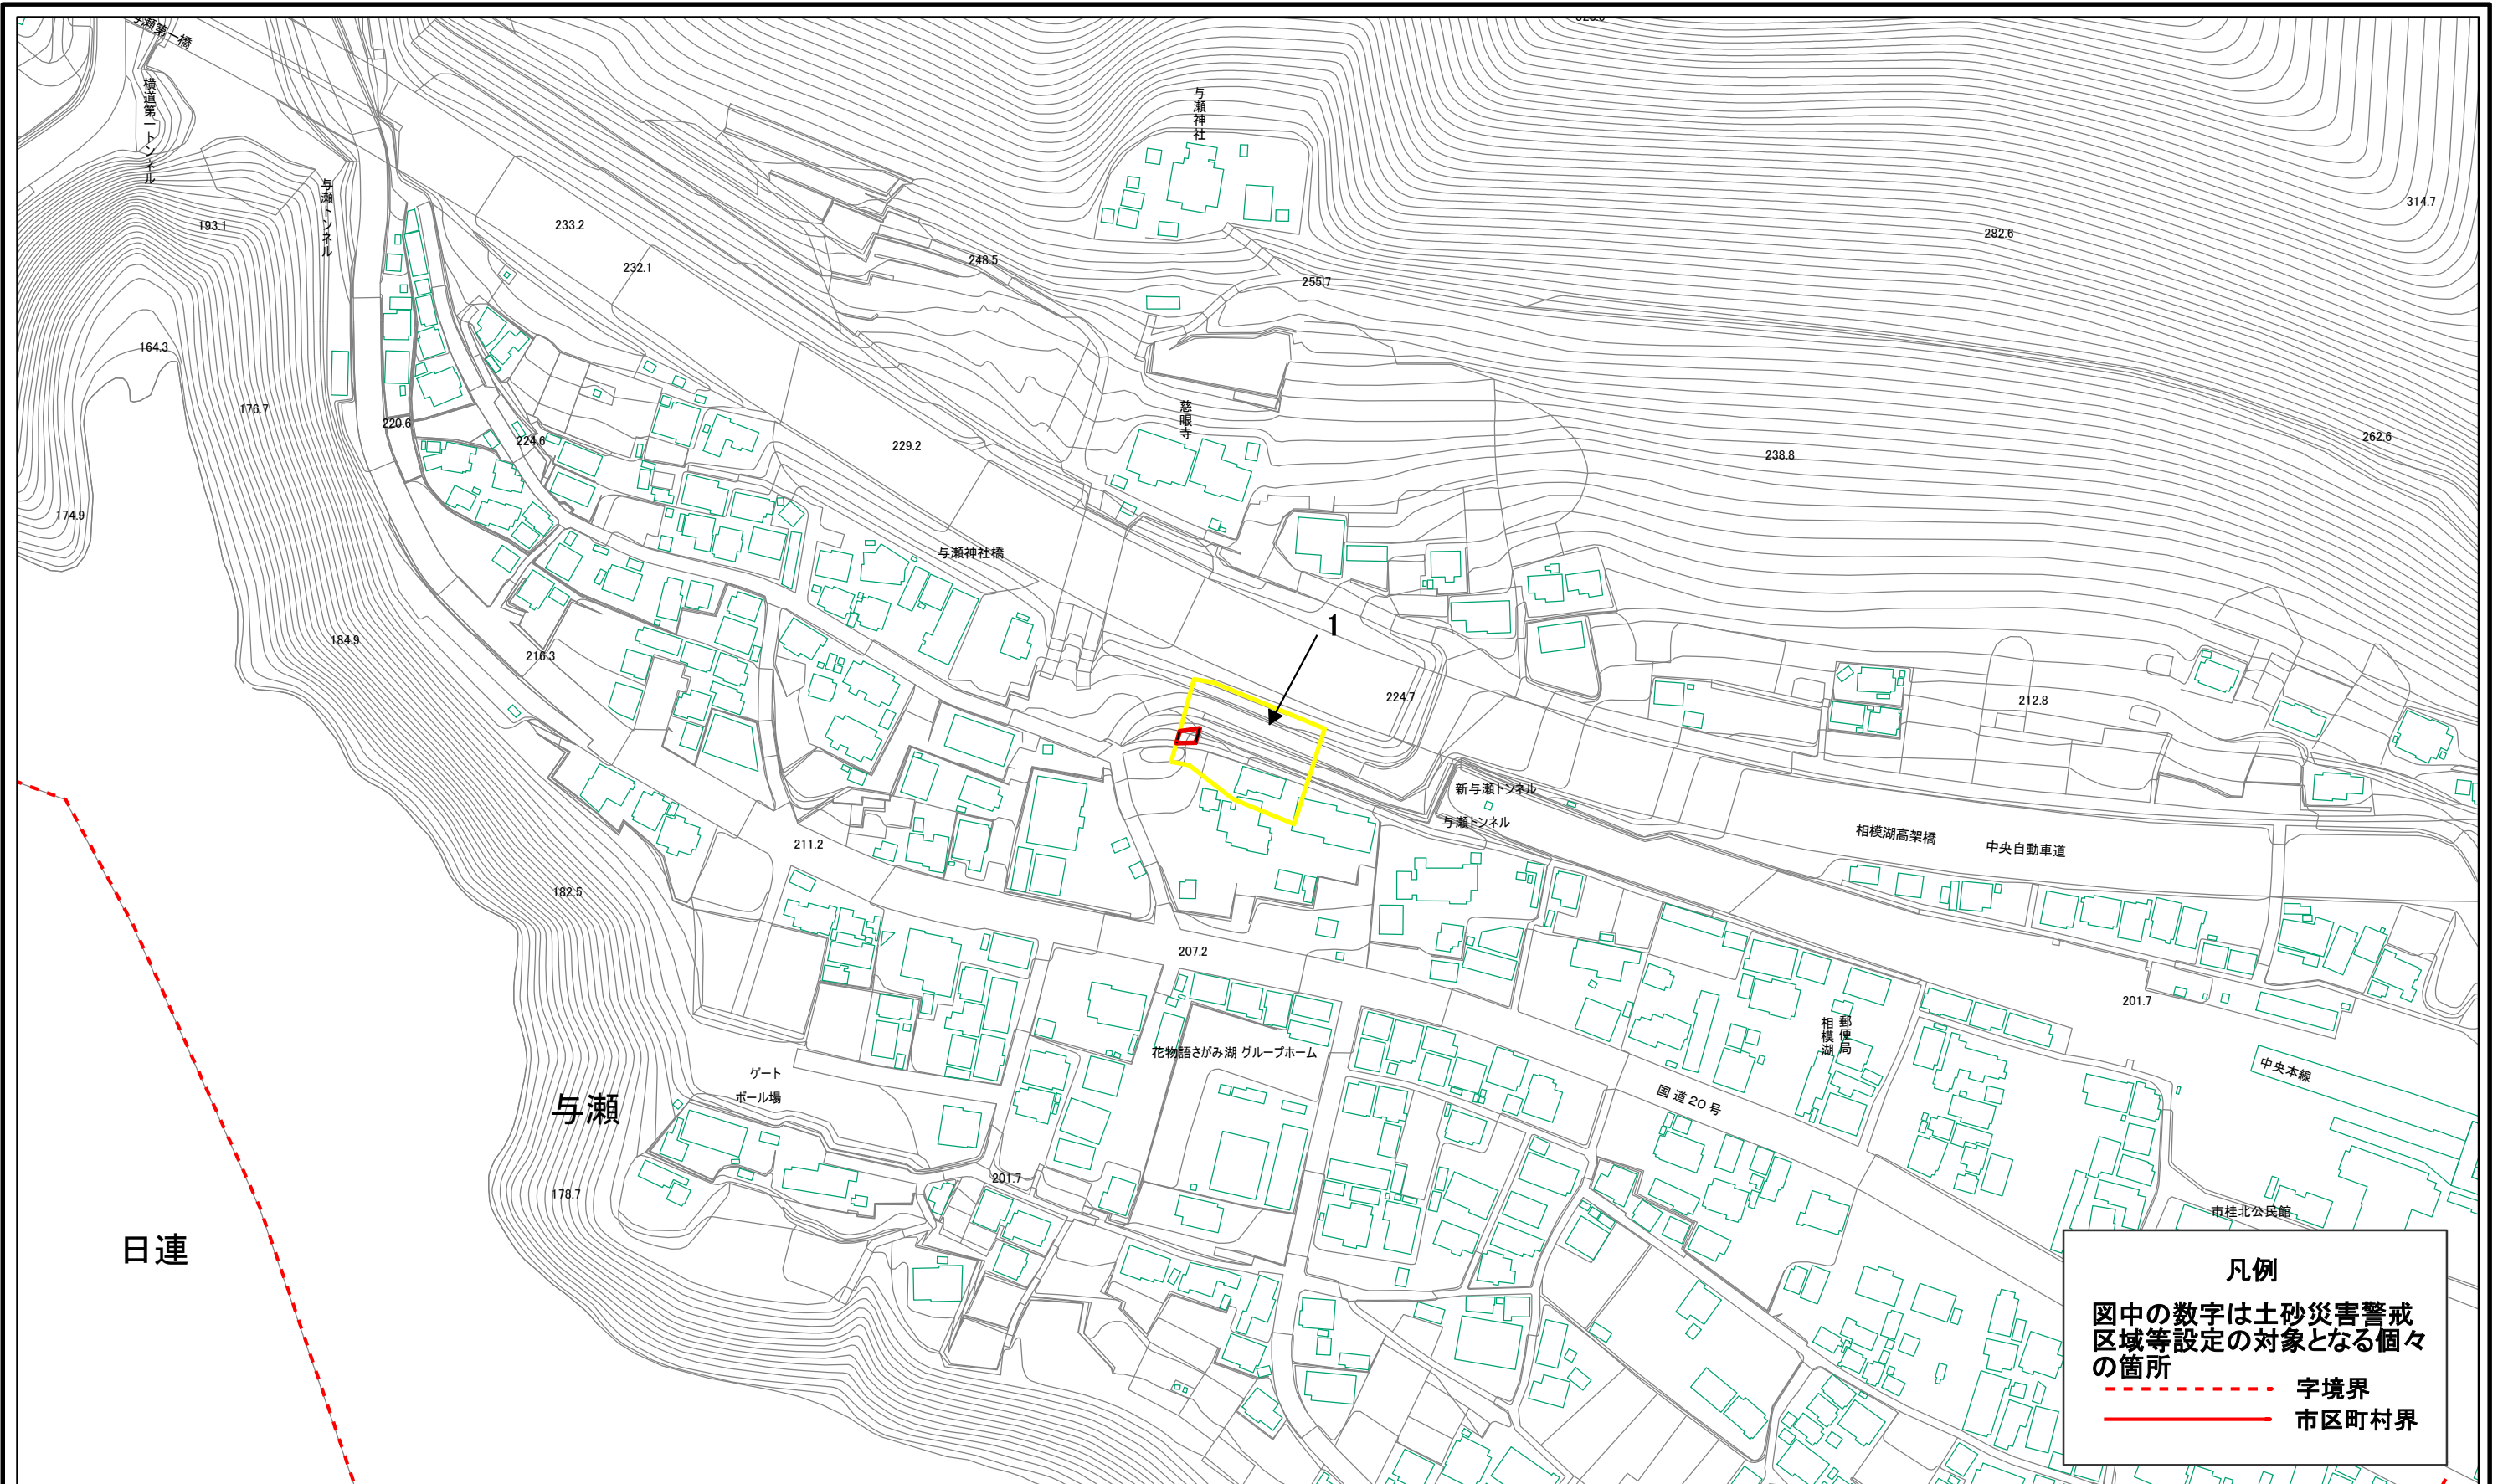 与瀬第一橋
横道第一トンネル
与瀬トンネル
与瀬神社
193.1
233.2
232.1
248.5
255.7
282.6
314.7
164.3
176.7
220.6
224.6
229.2
慈眼寺
238.8
262.6
174.9
与瀬神社橋
184.9
216.3
1
224.7
212.8
新与瀬トンネル
与瀬トンネル
相模湖高架橋
中央自動車道
211.2
182.5
207.2
201.7
相模湖
郵便局
花物語さがみ湖 グループホーム
国道20号
中央本線
ゲート
ボール場
与瀬
178.7
201.7
市桂北公民館
日連
凡例
図中の数字は土砂災害警戒
区域等設定の対象となる個々
の箇所
字境界
市区町村界